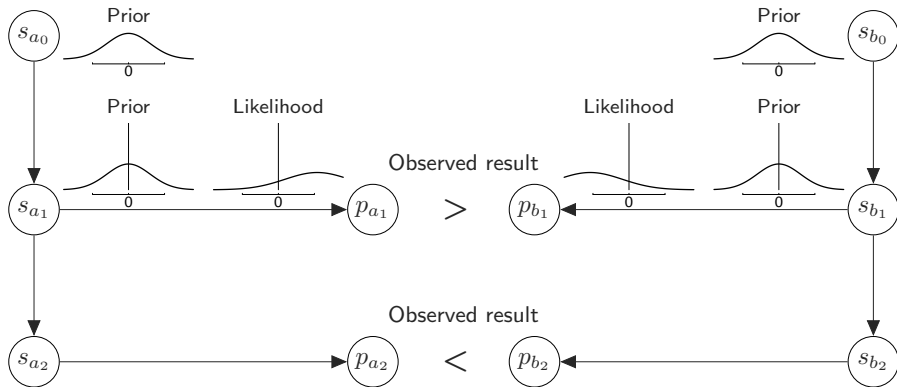 Prior Prior
s_{a_0} s_{b_0}
0 0
Prior Likelihood Likelihood Prior
Observed result
0 0 0 0
s_{a_1} p_{a_1} > p_{b_1} s_{b_1}
Observed result
s_{a_2} p_{a_2} < p_{b_2} s_{b_2}